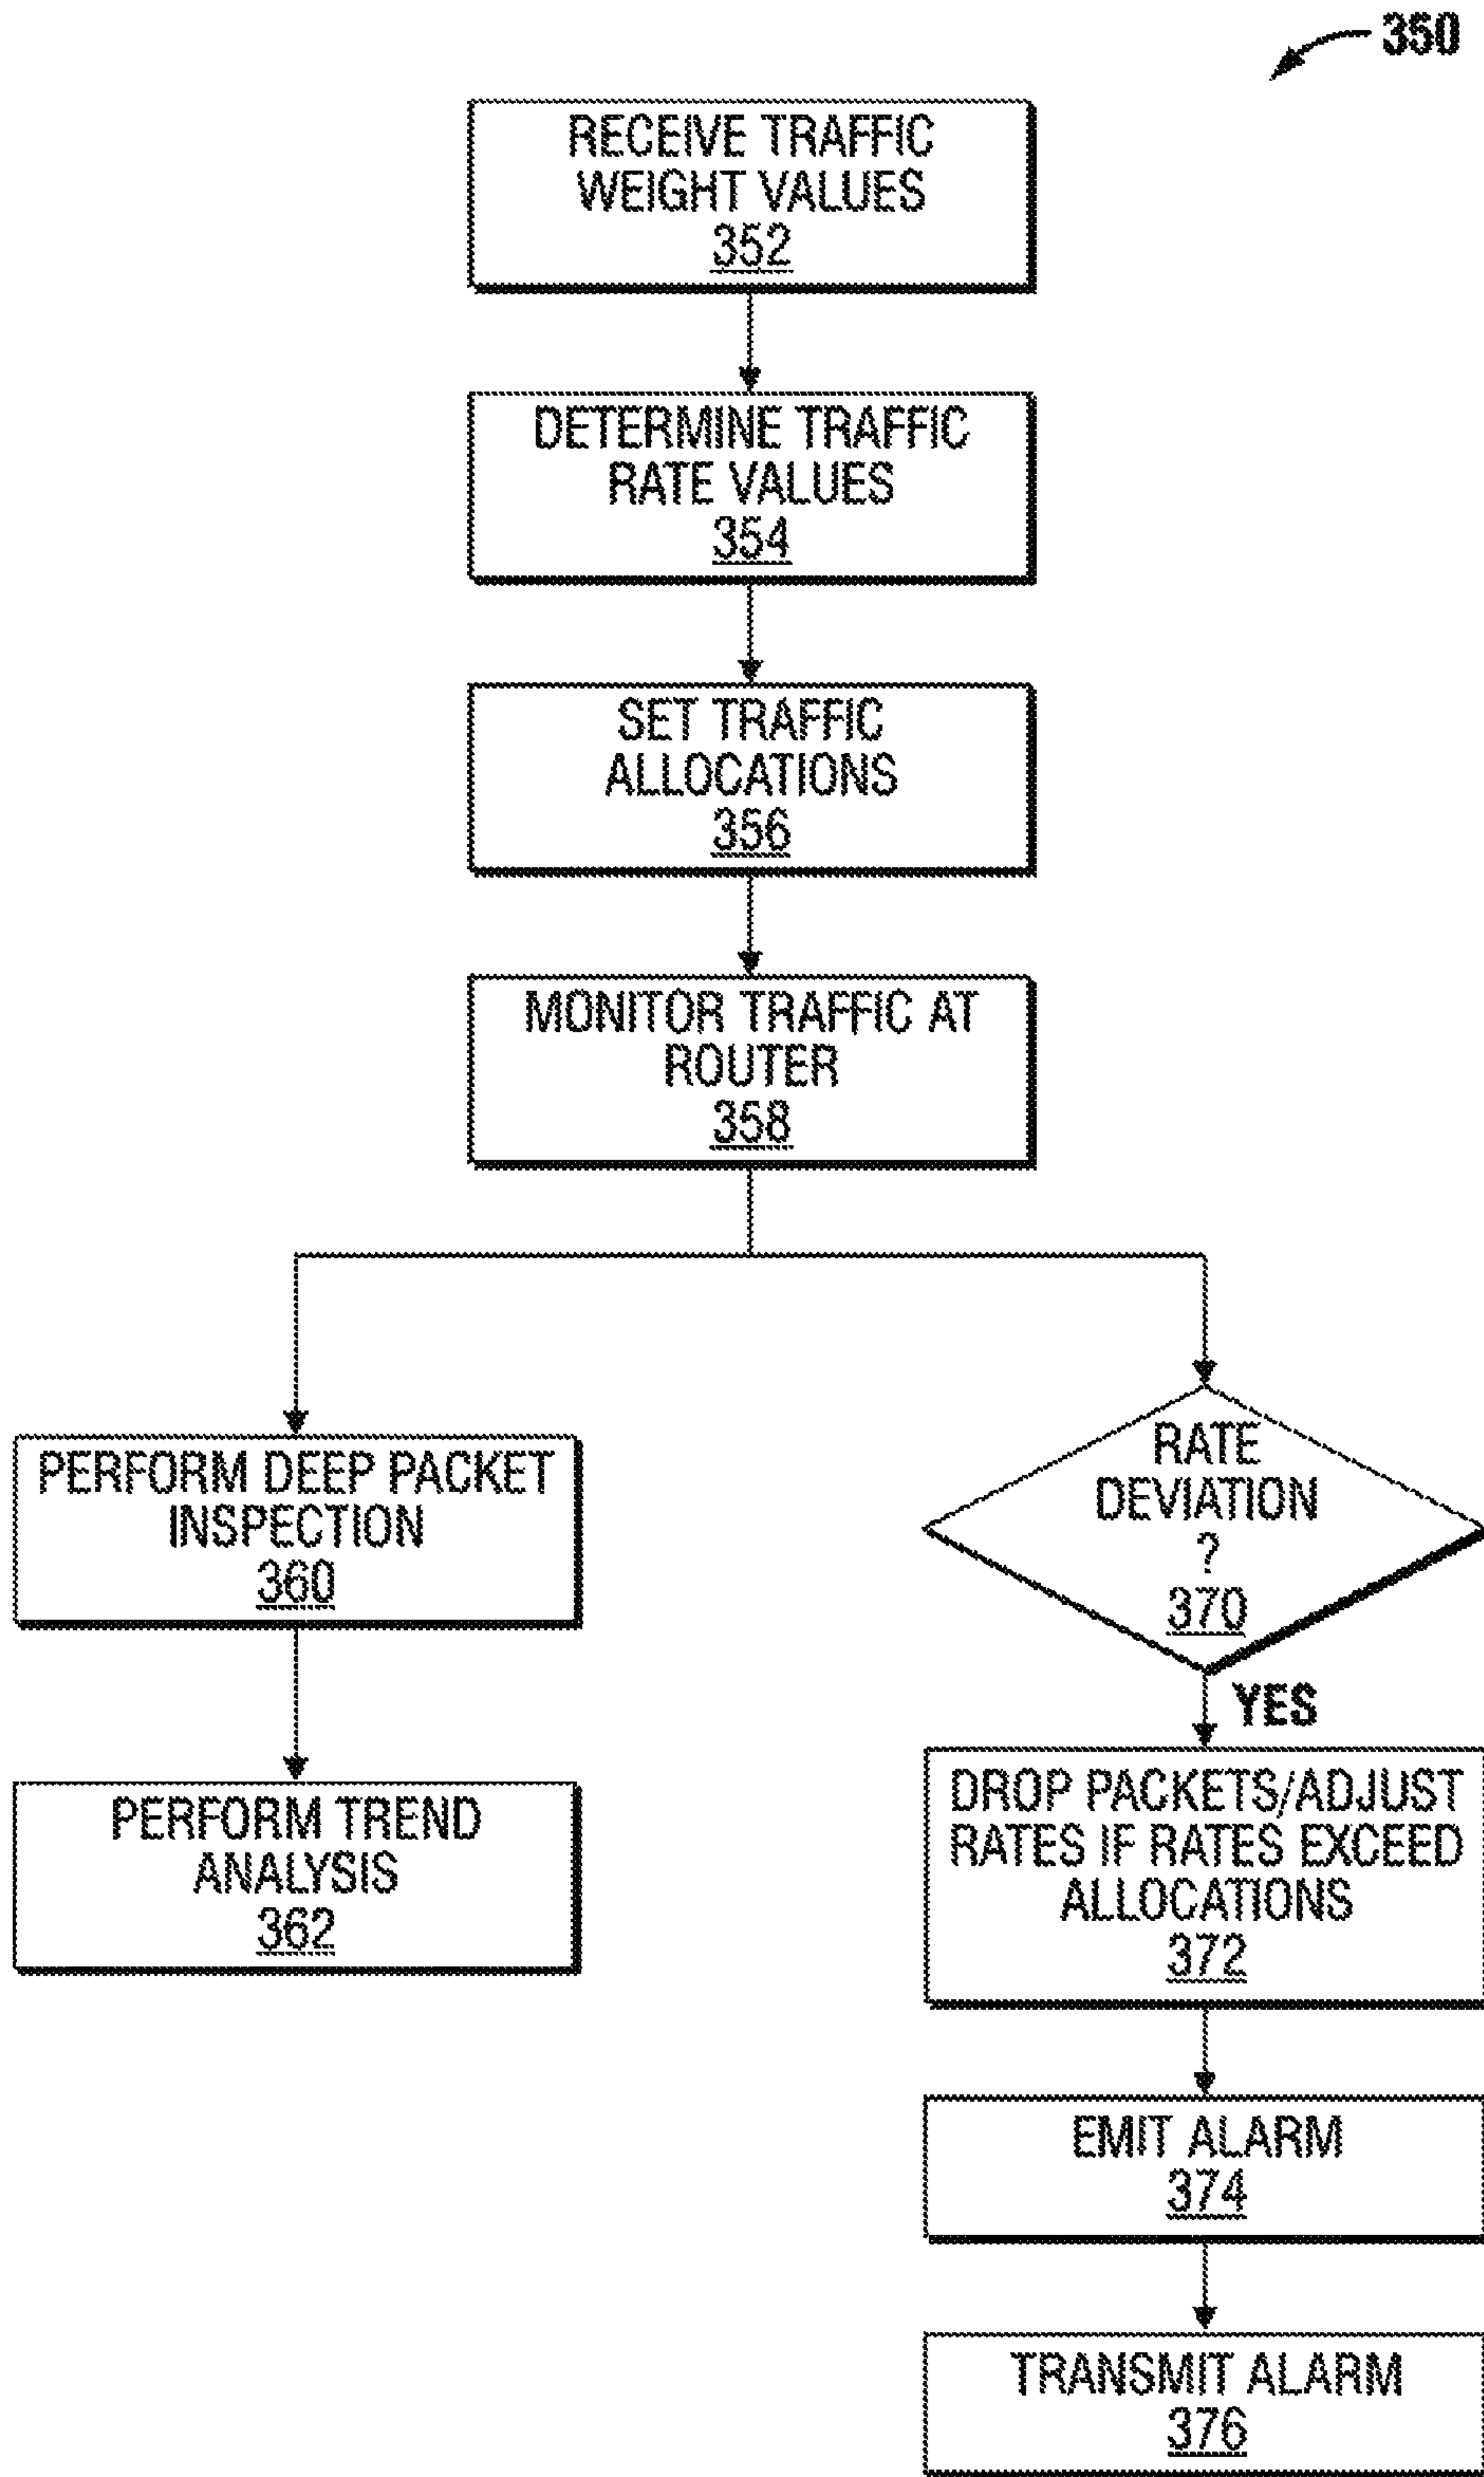 350
RECEIVE TRAFFIC
WEIGHT VALUES
352
DETERMINE TRAFFIC
RATE VALUES
354
SET TRAFFIC
ALLOCATIONS
356
MONITOR TRAFFIC AT
ROUTER
358
PERFORM DEEP PACKET
INSPECTION
360
PERFORM TREND
ANALYSIS
362
RATE
DEVIATION
?
370
YES
DROP PACKETS/ADJUST
RATES IF RATES EXCEED
ALLOCATIONS
372
EMIT ALARM
374
TRANSMIT ALARM
376